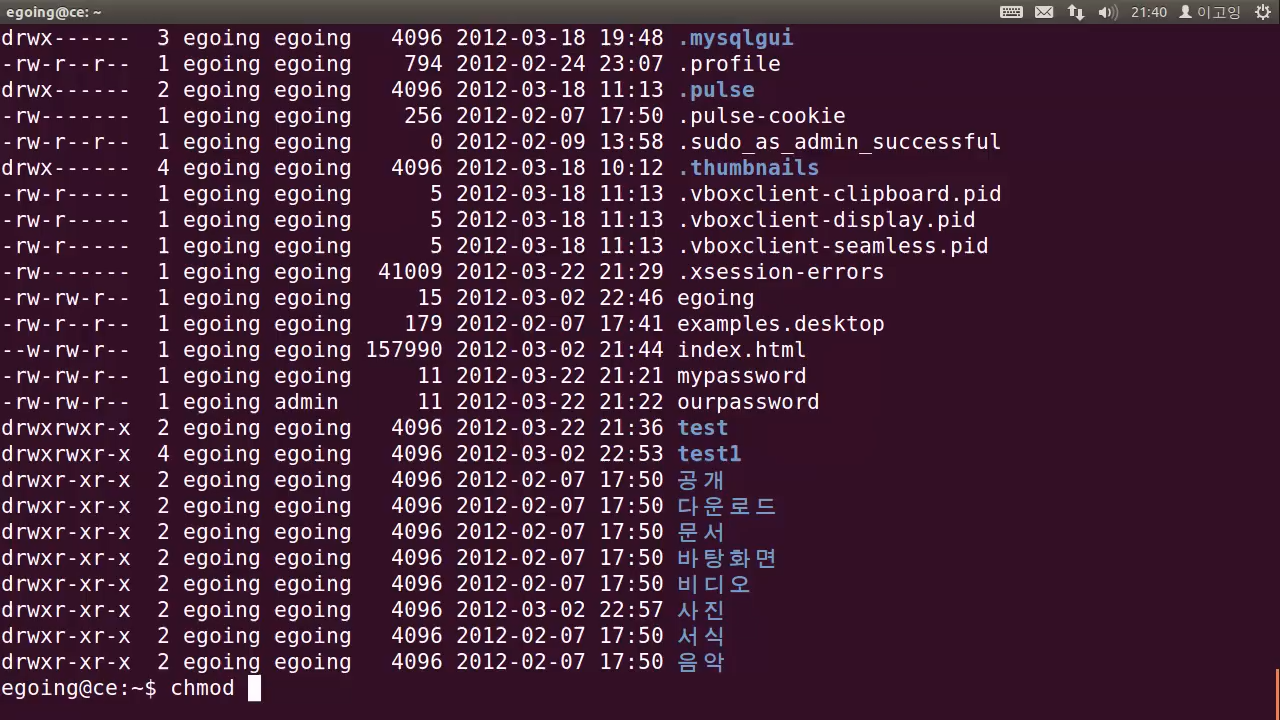 egoing@ce: ~ 21:40 이고잉
drwx------ 3 egoing egoing 4096 2012-03-18 19:48 .mysqlgui
-rw-r--r-- 1 egoing egoing 794 2012-02-24 23:07 .profile
drwx------ 2 egoing egoing 4096 2012-03-18 11:13 .pulse
-rw------- 1 egoing egoing 256 2012-02-07 17:50 .pulse-cookie
-rw-r--r-- 1 egoing egoing 0 2012-02-09 13:58 .sudo_as_admin_successful
drwx------ 4 egoing egoing 4096 2012-03-18 10:12 .thumbnails
-rw-r----- 1 egoing egoing 5 2012-03-18 11:13 .vboxclient-clipboard.pid
-rw-r----- 1 egoing egoing 5 2012-03-18 11:13 .vboxclient-display.pid
-rw-r----- 1 egoing egoing 5 2012-03-18 11:13 .vboxclient-seamless.pid
-rw------- 1 egoing egoing 41009 2012-03-22 21:29 .xsession-errors
-rw-rw-r-- 1 egoing egoing 15 2012-03-02 22:46 egoing
-rw-r--r-- 1 egoing egoing 179 2012-02-07 17:41 examples.desktop
--w-rw-r-- 1 egoing egoing 157990 2012-03-02 21:44 index.html
-rw-rw-r-- 1 egoing egoing 11 2012-03-22 21:21 mypassword
-rw-rw-r-- 1 egoing admin 11 2012-03-22 21:22 ourpassword
drwxrwxr-x 2 egoing egoing 4096 2012-03-22 21:36 test
drwxrwxr-x 4 egoing egoing 4096 2012-03-02 22:53 test1
drwxr-xr-x 2 egoing egoing 4096 2012-02-07 17:50 공개
drwxr-xr-x 2 egoing egoing 4096 2012-02-07 17:50 다운로드
drwxr-xr-x 2 egoing egoing 4096 2012-02-07 17:50 문서
drwxr-xr-x 2 egoing egoing 4096 2012-02-07 17:50 바탕화면
drwxr-xr-x 2 egoing egoing 4096 2012-02-07 17:50 비디오
drwxr-xr-x 2 egoing egoing 4096 2012-03-02 22:57 사진
drwxr-xr-x 2 egoing egoing 4096 2012-02-07 17:50 서식
drwxr-xr-x 2 egoing egoing 4096 2012-02-07 17:50 음악
egoing@ce:~$ chmod